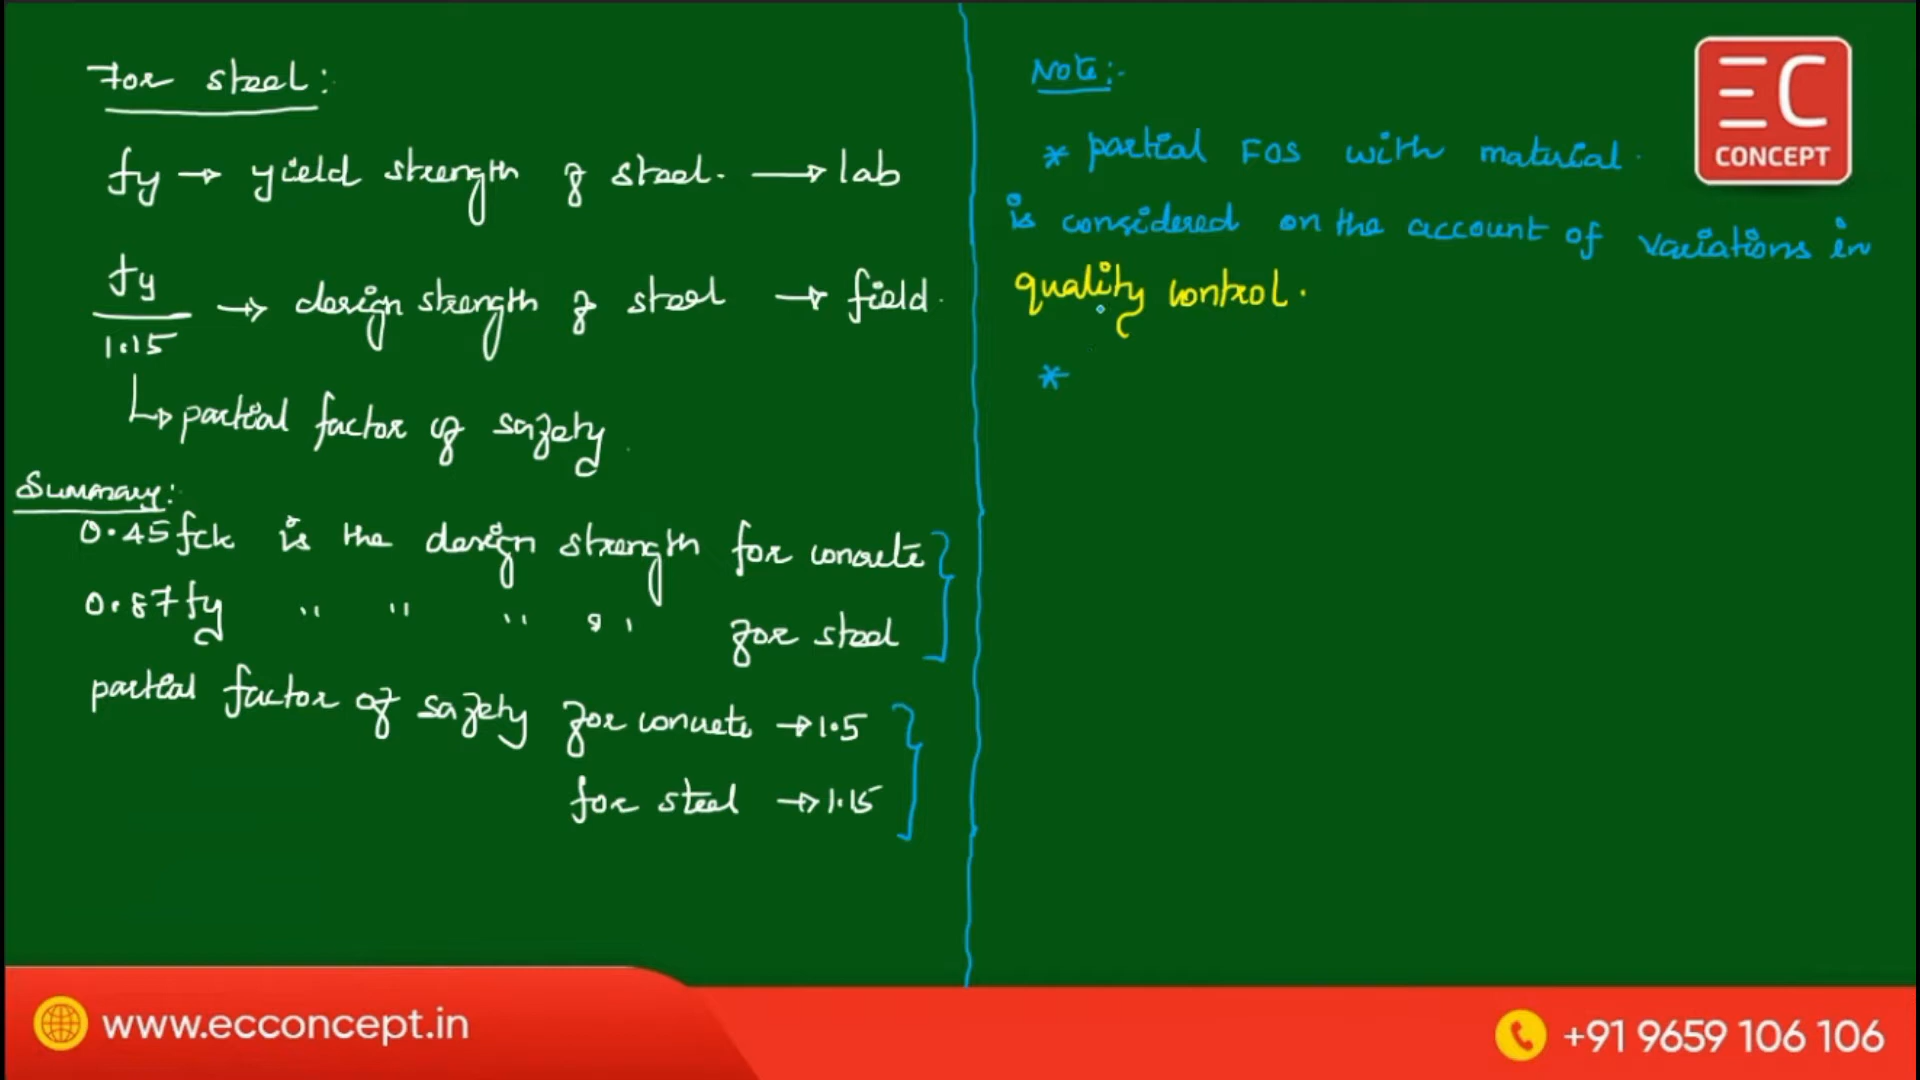 For steel:
fy → yield strength of steel. → lab
fy
1.15
→ design strength of steel → field.
↳ partial factor of safety.
Summary:
0.45fck is the design strength for concrete
0.87fy " " " " for steel
partial factor of safety for concrete → 1.5
for steel → 1.15
Note:-
* partial FOS with material.
is considered on the account of variations in
quality control.
*
EC
CONCEPT
www.ecconcept.in
+91 9659 106 106